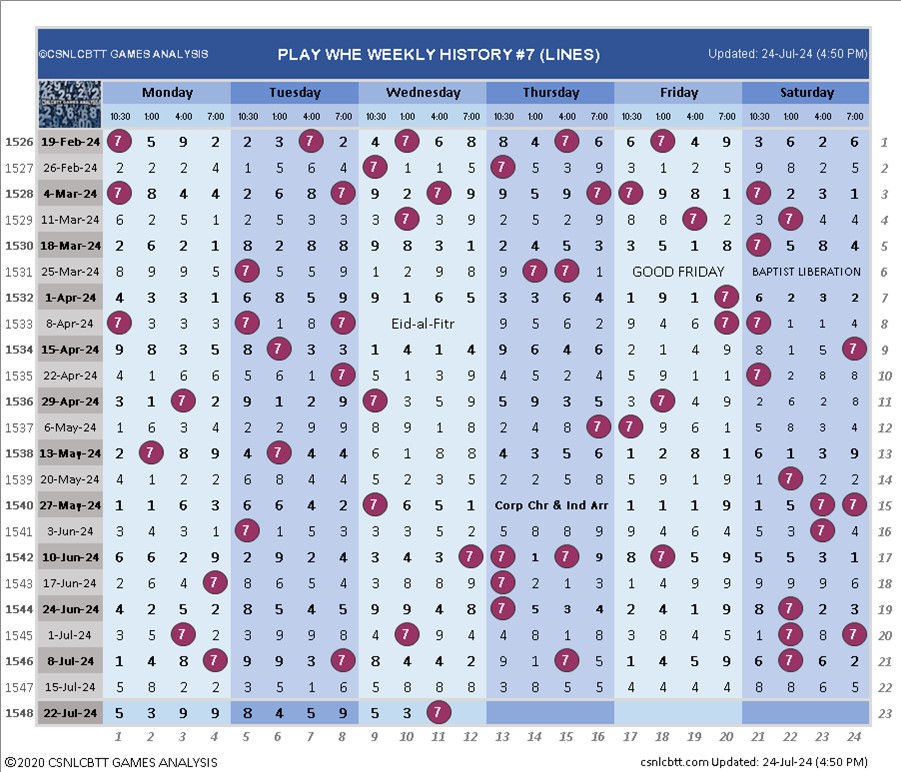 ©CSNLCBTT GAMES ANALYSIS PLAY WHE WEEKLY HISTORY #7 (LINES) Updated: 24-Jul-24 (4:50 PM)
Monday Tuesday Wednesday Thursday Friday Saturday
10:30 1:00 4:00 7:00 10:30 1:00 4:00 7:00 10:30 1:00 4:00 7:00 10:30 1:00 4:00 7:00 10:30 1:00 4:00 7:00 10:30 1:00 4:00 7:00
1526 19-Feb-24 7 5 9 2 2 3 7 2 4 7 6 8 8 4 7 6 6 7 4 9 3 6 2 6 1
1527 26-Feb-24 2 2 2 4 1 5 6 4 7 1 1 5 7 5 3 9 3 1 2 5 9 8 2 5 2
1528 4-Mar-24 7 8 4 4 2 6 8 7 9 2 7 9 9 5 9 7 7 9 8 1 7 2 3 1 3
1529 11-Mar-24 6 2 5 1 2 5 3 3 3 7 3 4 2 5 2 9 8 8 7 2 3 7 4 4 4
1530 18-Mar-24 2 6 2 1 8 2 8 8 9 8 3 1 2 4 5 3 3 5 1 8 7 5 8 4 5
1531 25-Mar-24 8 9 9 5 7 5 5 9 1 2 9 8 9 7 7 1 GOOD FRIDAY BAPTIST LIBERATION 6
1532 1-Apr-24 4 3 3 1 6 8 5 9 9 1 6 5 3 3 6 4 1 9 1 7 6 2 3 2 7
1533 8-Apr-24 7 3 3 3 7 1 8 7 Eid-al-Fitr 9 5 6 2 9 4 6 7 7 1 1 4 8
1534 15-Apr-24 9 8 3 5 8 7 3 3 1 4 1 4 9 6 4 6 2 1 4 9 8 1 5 7 9
1535 22-Apr-24 4 1 6 6 5 6 1 7 5 1 3 9 4 5 2 4 5 9 1 1 7 2 8 8 10
1536 29-Apr-24 3 1 7 2 9 1 2 9 7 3 5 9 5 9 3 5 3 7 4 9 2 6 2 8 11
1537 6-May-24 1 6 3 4 2 2 9 9 8 9 1 8 2 4 8 7 7 9 6 1 5 8 3 4 12
1538 13-May-24 2 7 8 9 4 7 4 4 6 1 8 8 4 3 5 6 1 2 8 1 6 1 3 9 13
1539 20-May-24 4 1 2 2 6 8 4 4 5 2 3 5 2 2 5 8 5 9 1 9 1 7 2 2 14
1540 27-May-24 1 1 6 3 6 6 4 2 7 6 5 1 Corp Chr & Ind Arr 1 1 1 9 1 5 7 7 15
1541 3-Jun-24 3 4 3 1 7 1 5 3 3 3 5 2 5 8 8 9 9 4 6 8 5 3 7 4 16
1542 10-Jun-24 6 6 2 9 2 9 2 4 3 4 3 7 7 1 7 9 8 7 5 9 5 5 3 1 17
1543 17-Jun-24 2 6 4 7 8 6 5 4 3 8 8 9 7 2 1 3 1 4 9 9 9 9 9 6 18
1544 24-Jun-24 4 2 5 2 8 5 4 5 9 9 4 8 7 5 3 4 2 4 1 9 8 7 2 3 19
1545 1-Jul-24 3 5 7 2 3 9 9 8 4 7 9 4 4 8 1 8 3 8 4 5 1 7 8 7 20
1546 8-Jul-24 1 4 8 7 9 9 3 7 8 4 4 2 9 1 7 5 1 4 5 9 6 7 6 2 21
1547 15-Jul-24 5 8 2 2 3 5 1 6 5 8 8 8 3 8 5 5 4 4 4 4 8 8 6 5 22
1548 22-Jul-24 5 3 9 9 8 4 5 9 5 3 7 23
1 2 3 4 5 6 7 8 9 10 11 12 13 14 15 16 17 18 19 20 21 22 23 24
©2020 CSNLCBTT GAMES ANALYSIS csnlcbtt.com Updated: 24-Jul-24 (4:50 PM)